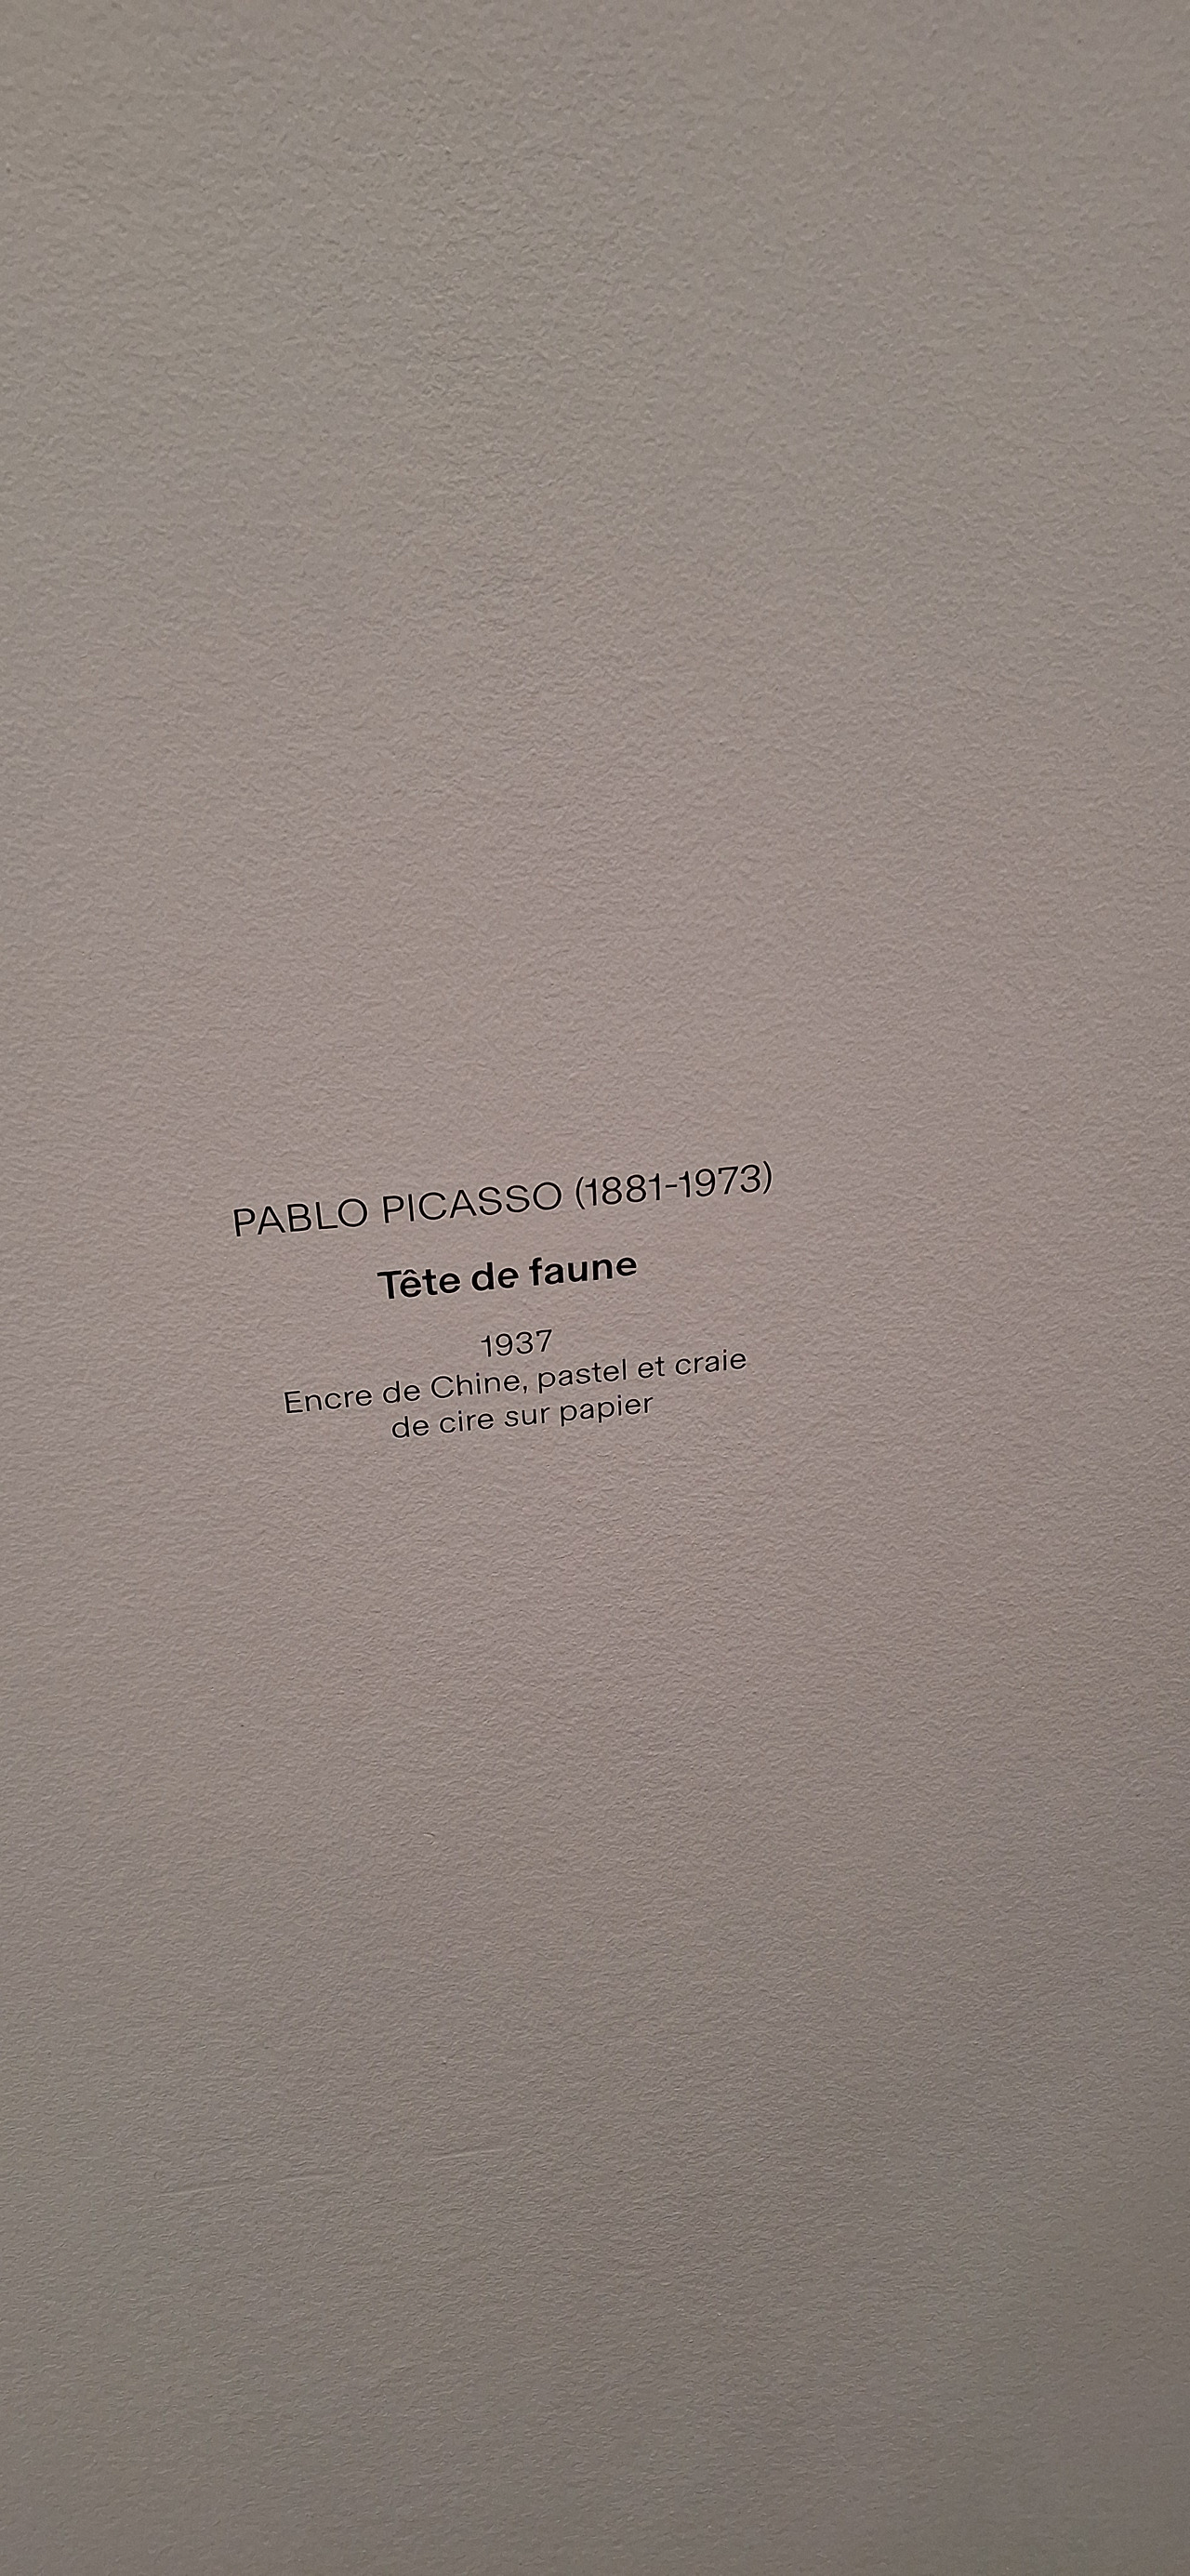 PABLO PICASSO (1881-1973)
Tête de faune
1937
Encre de Chine, pastel et craie
de cire sur papier